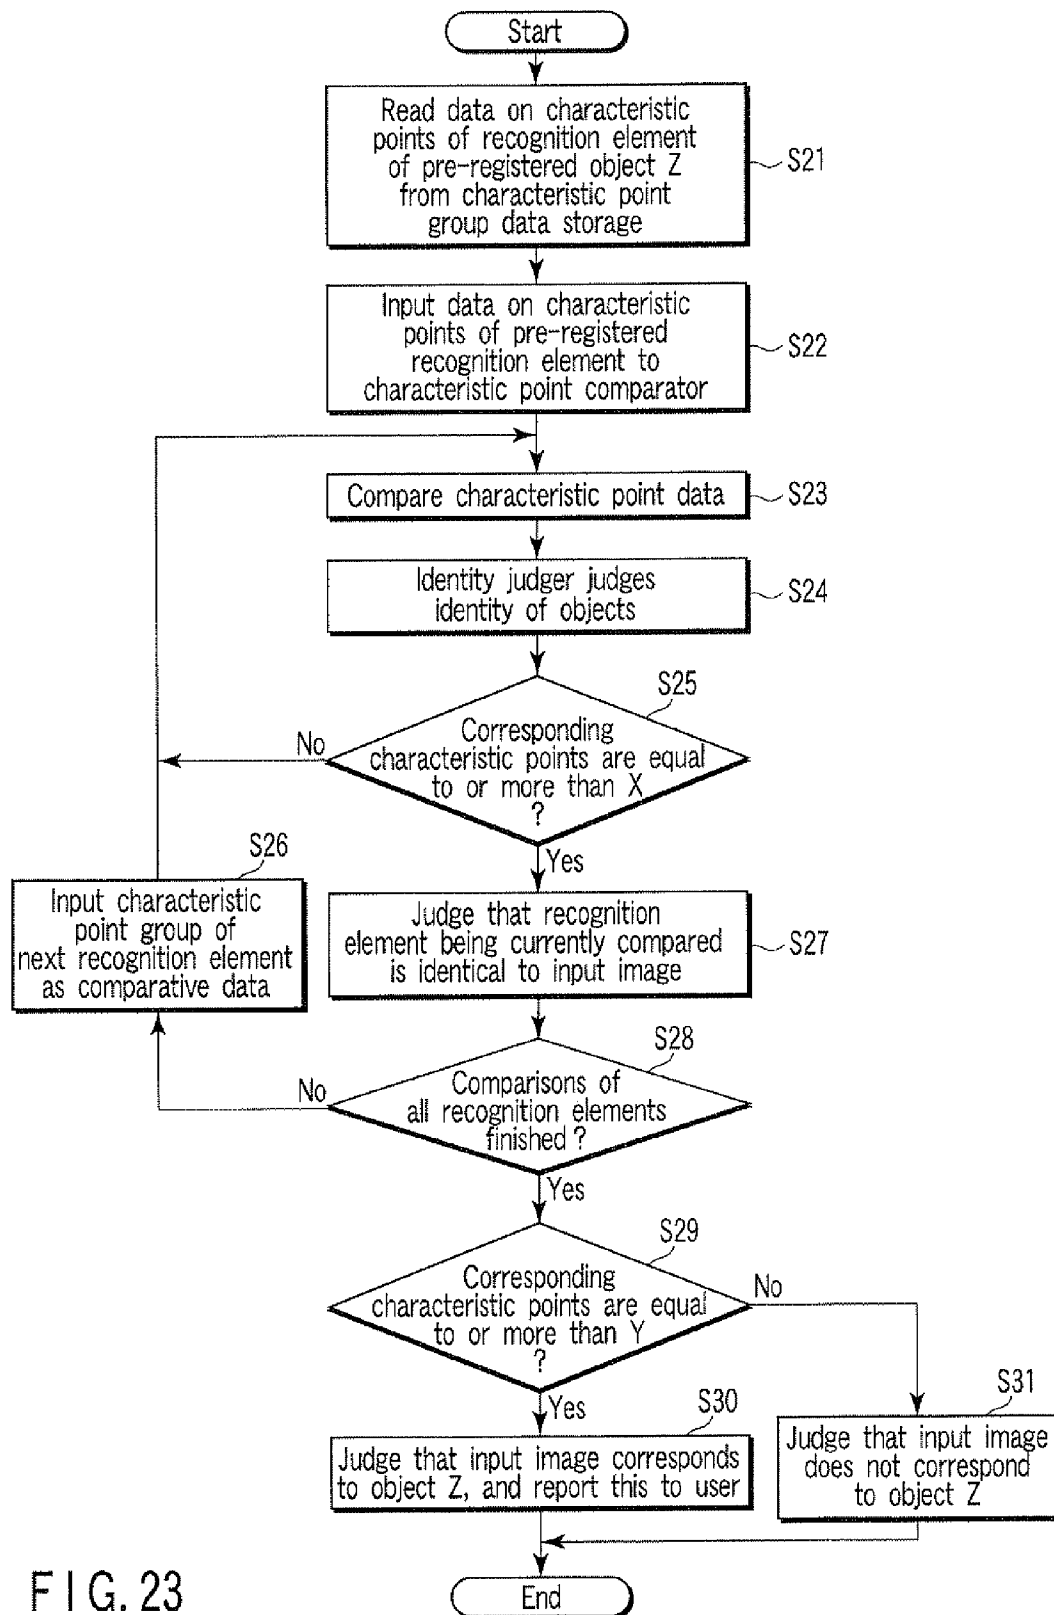 Start
Read data on characteristic
points of recognition element
of pre-registered object Z
from characteristic point
group data storage
S21
Input data on characteristic
points of pre-registered
recognition element to
characteristic point comparator
S22
Compare characteristic point data
S23
Identity judger judges
identity of objects
S24
S25
Corresponding
characteristic points are equal
to or more than X
?
No
Yes
S26
Input characteristic
point group of
next recognition element
as comparative data
Judge that recognition
element being currently compared
is identical to input image
S27
S28
Comparisons of
all recognition elements
finished ?
No
Yes
S29
Corresponding
characteristic points are equal
to or more than Y
?
No
Yes
S30
Judge that input image corresponds
to object Z, and report this to user
S31
Judge that input image
does not correspond
to object Z
End
FIG. 23